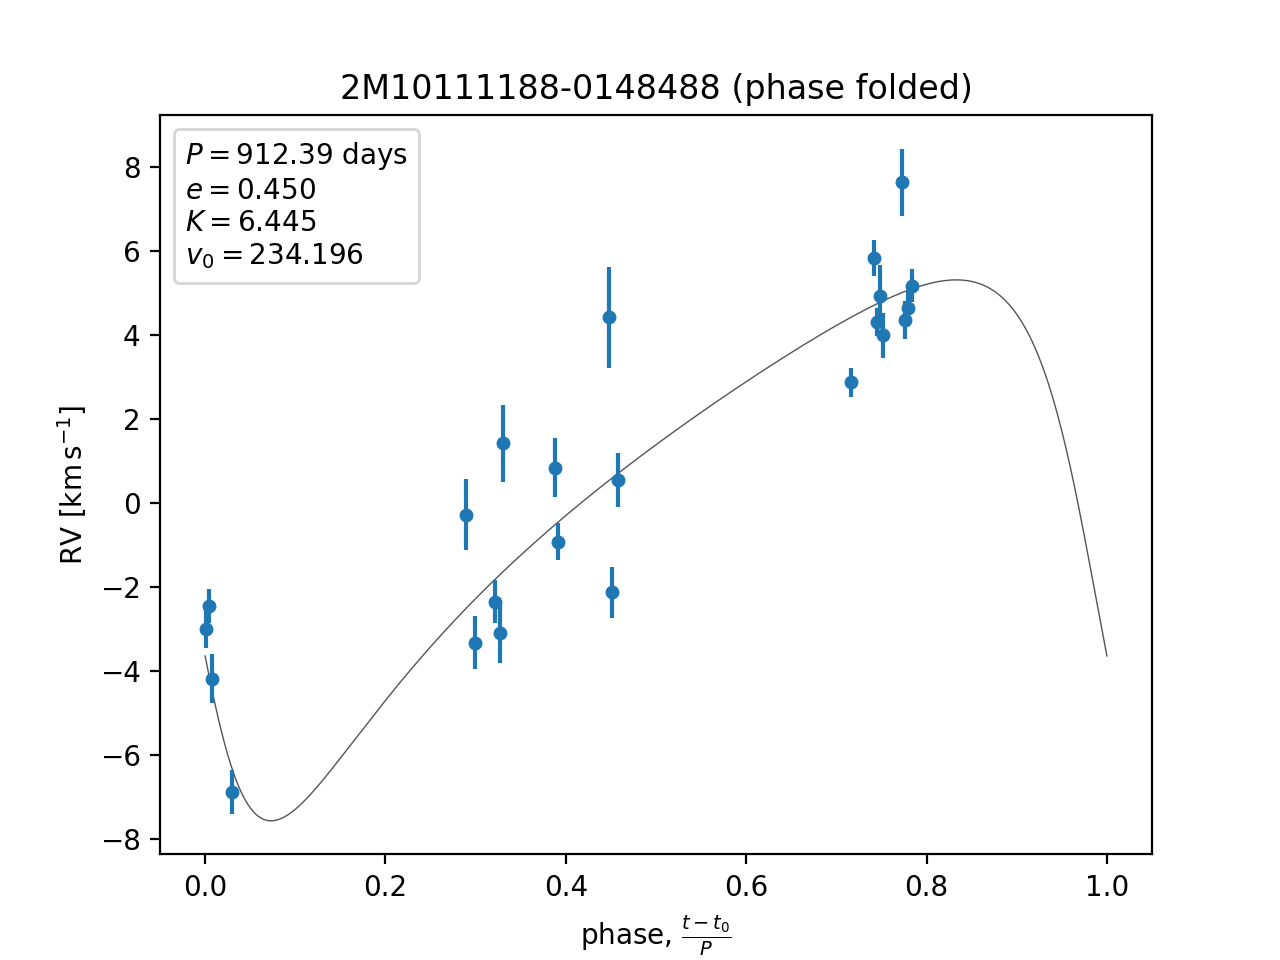 2M10111188-0148488 (phase folded)
P = 912.39 days
e = 0.450
K = 6.445
v₀ = 234.196
8
6
4
2
0
−2
−4
−6
−8
RV [km s⁻¹]
0.0 0.2 0.4 0.6 0.8 1.0
phase, (t − t₀)/P